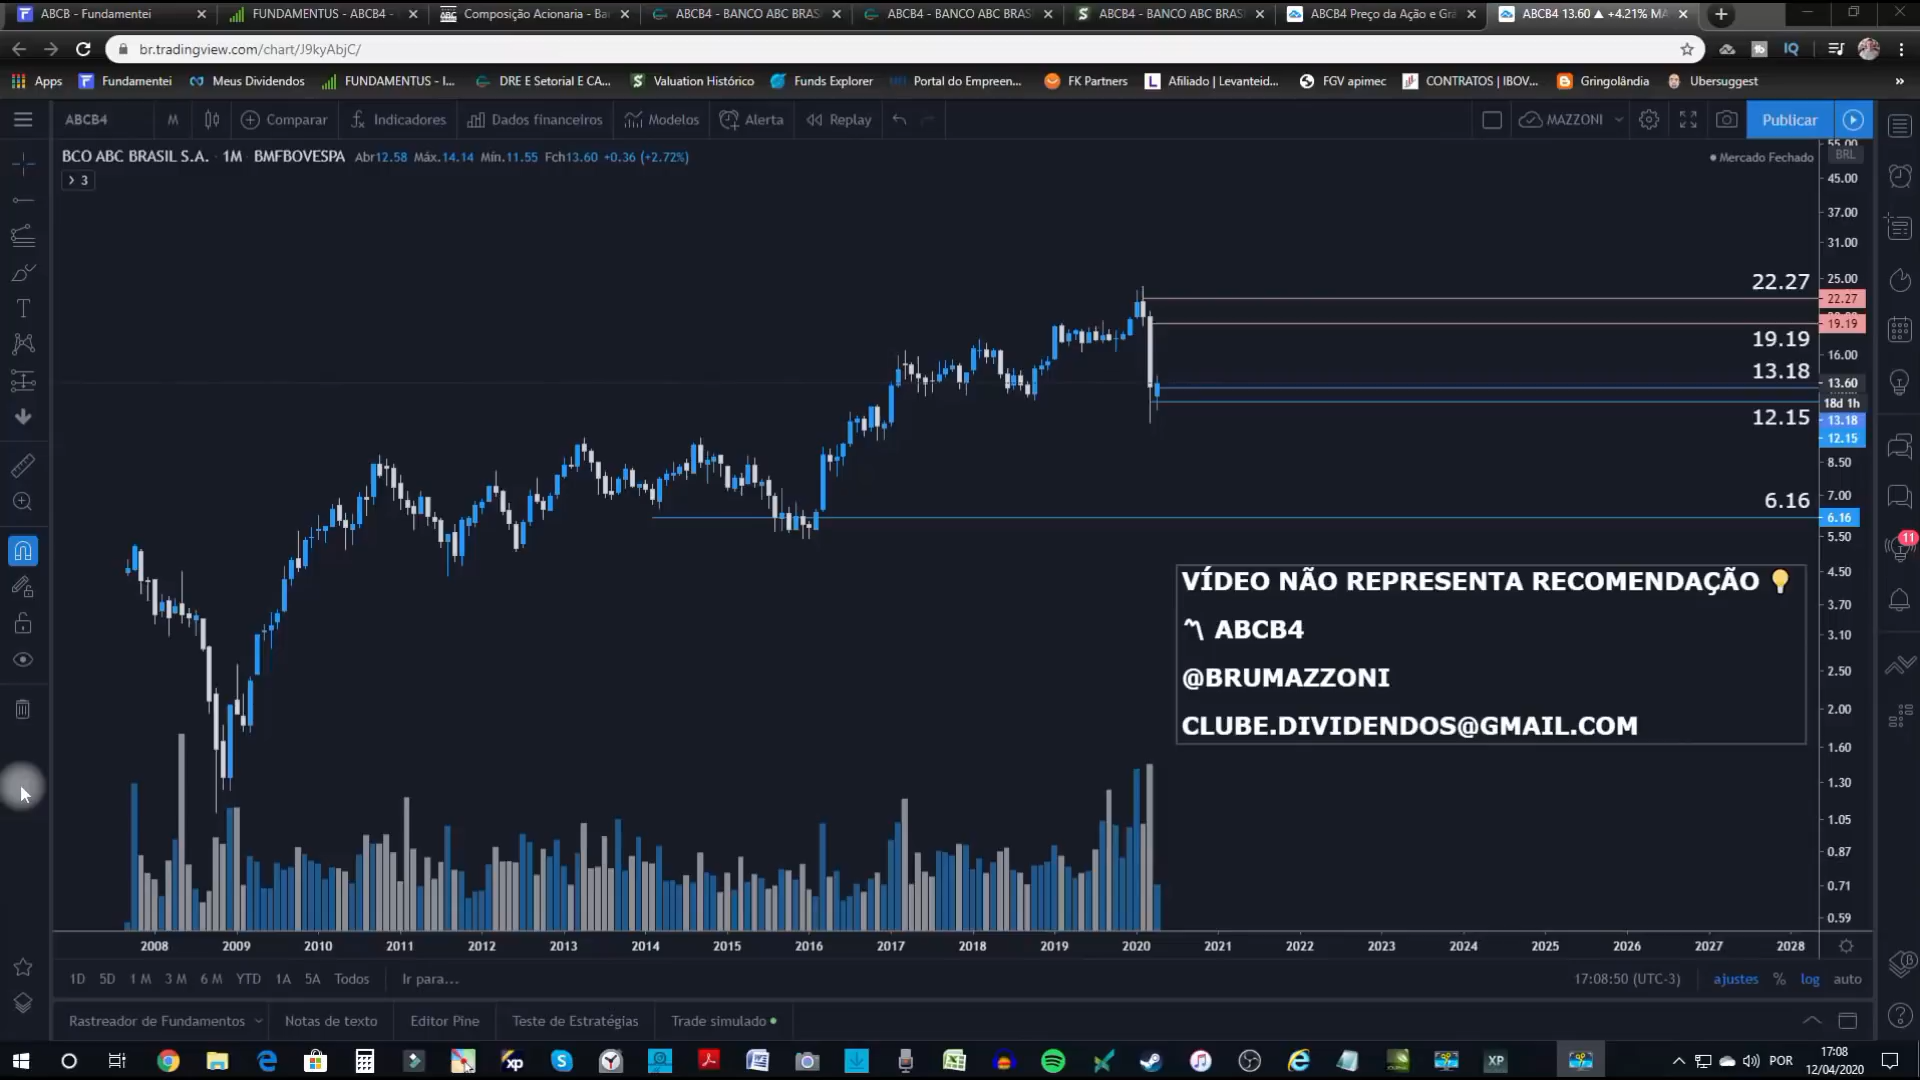 ABCB - Fundamentei
FUNDAMENTUS - ABCB4 -
Composição Acionaria - Ba
ABCB4 - BANCO ABC BRAS
ABCB4 - BANCO ABC BRAS
ABCB4 - BANCO ABC BRASI
ABCB4 Preço da Ação e Grá
ABCB4 13.60 ▲ +4.21% MA
br.tradingview.com/chart/J9kyAbjC/
Apps
Fundamentei
Meus Dividendos
FUNDAMENTUS - I...
DRE E Setorial E CA...
Valuation Histórico
Funds Explorer
Portal do Empreen...
FK Partners
Afiliado | Levanteid...
FGV apimec
CONTRATOS | IBOV...
Gringolândia
Ubersuggest
»
ABCB4
M
Comparar
Indicadores
Dados financeiros
Modelos
Alerta
Replay
MAZZONI
Publicar
BCO ABC BRASIL S.A. · 1M · BMFBOVESPA Abr12.58 Máx.14.14 Mín.11.55 Fch13.60 +0.36 (+2.72%)
Mercado Fechado
BRL
> 3
55.00
45.00
37.00
31.00
25.00
22.27
22.27
19.19
19.19
16.00
13.18
13.60
18d 1h
12.15
13.18
12.15
8.50
7.00
6.16
6.16
5.50
4.50
3.70
3.10
2.50
2.00
1.60
1.30
1.05
0.87
0.71
0.59
VÍDEO NÃO REPRESENTA RECOMENDAÇÃO 💡
ABCB4
@BRUMAZZONI
CLUBE.DIVIDENDOS@GMAIL.COM
11
2008 2009 2010 2011 2012 2013 2014 2015 2016 2017 2018 2019 2020 2021 2022 2023 2024 2025 2026 2027 2028
1D 5D 1 M 3 M 6 M YTD 1A 5A Todos Ir para...
17:08:50 (UTC-3) ajustes % log auto
Rastreador de Fundamentos
Notas de texto
Editor Pine
Teste de Estratégias
Trade simulado
POR
17:08
12/04/2020